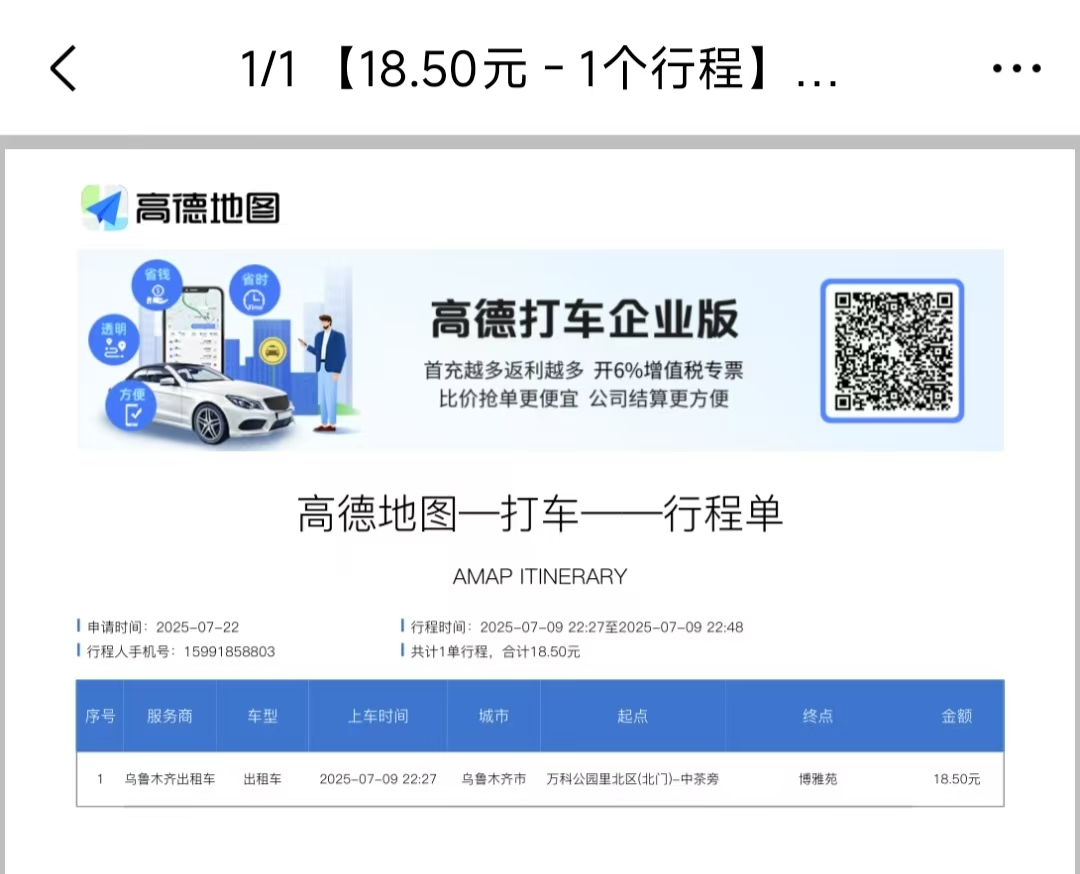 1/1 【18.50元 - 1个行程】 ...
高德地图
省钱
省时
透明
方便
高德打车企业版
首充越多返利越多 开6%增值税专票
比价抢单更便宜 公司结算更方便
高德地图—打车——行程单
AMAP ITINERARY
申请时间：2025-07-22 行程时间：2025-07-09 22:27至2025-07-09 22:48
行程人手机号：15991858803 共计1单行程，合计18.50元
序号 服务商 车型 上车时间 城市 起点 终点 金额
1 乌鲁木齐出租车 出租车 2025-07-09 22:27 乌鲁木齐市 万科公园里北区(北门)-中茶旁 博雅苑 18.50元